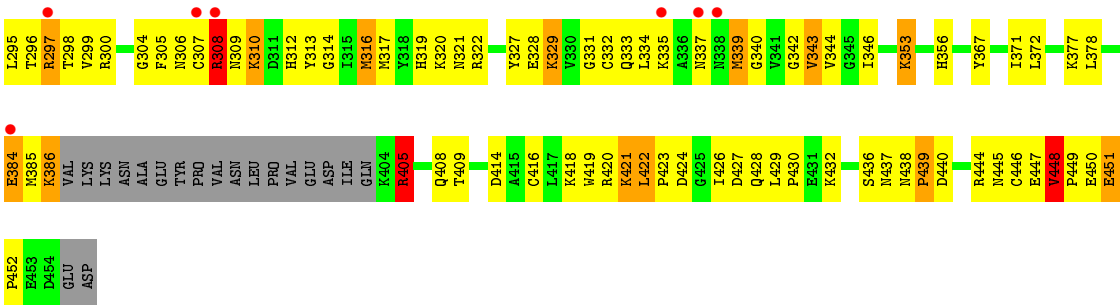 L295 T296 R297 T298 V299 R300 G304 F305 N306 C307 R308 N309 K310 D311 H312 Y313 G314 I315 M316 M317 Y318 H319 K320 N321 R322 Y327 E328 K329 V330 G331 C332 Q333 L334 K335 A336 N337 N338 M339 G340 V341 G342 V343 V344 G345 I346 K353 H356 Y367 I371 L372 K377 L378
E384 M385 K386 VAL LYS LYS ASN ALA GLU TYR PRO VAL ASN LEU PRO VAL GLU ASP ILE GLN K404 R405 Q408 T409 D414 A415 C416 L417 K418 W419 R420 K421 L422 P423 D424 G425 I426 D427 Q428 L429 P430 E431 K432 S436 N437 N438 P439 D440 R444 N445 C446 E447 V448 P449 E450 E451
P452 E453 D454 GLU ASP